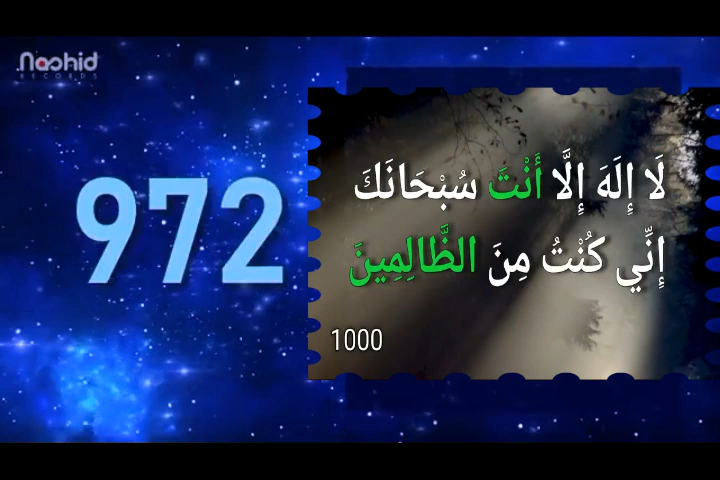 Nashid
RECORDS
972
لَا إِلَهَ إِلَّا أَنْتَ سُبْحَانَكَ
إِنِّي كُنْتُ مِنَ الظَّالِمِينَ
1000